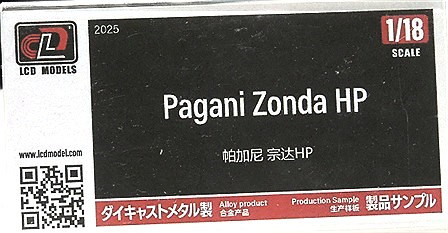 LCD MODELS
2025
1/18
SCALE
Pagani Zonda HP
帕加尼 宗达HP
www.lcdmodel.com
ダイキャストメタル製
Alloy product
合金产品
Production Sample
生产样板
製品サンプル